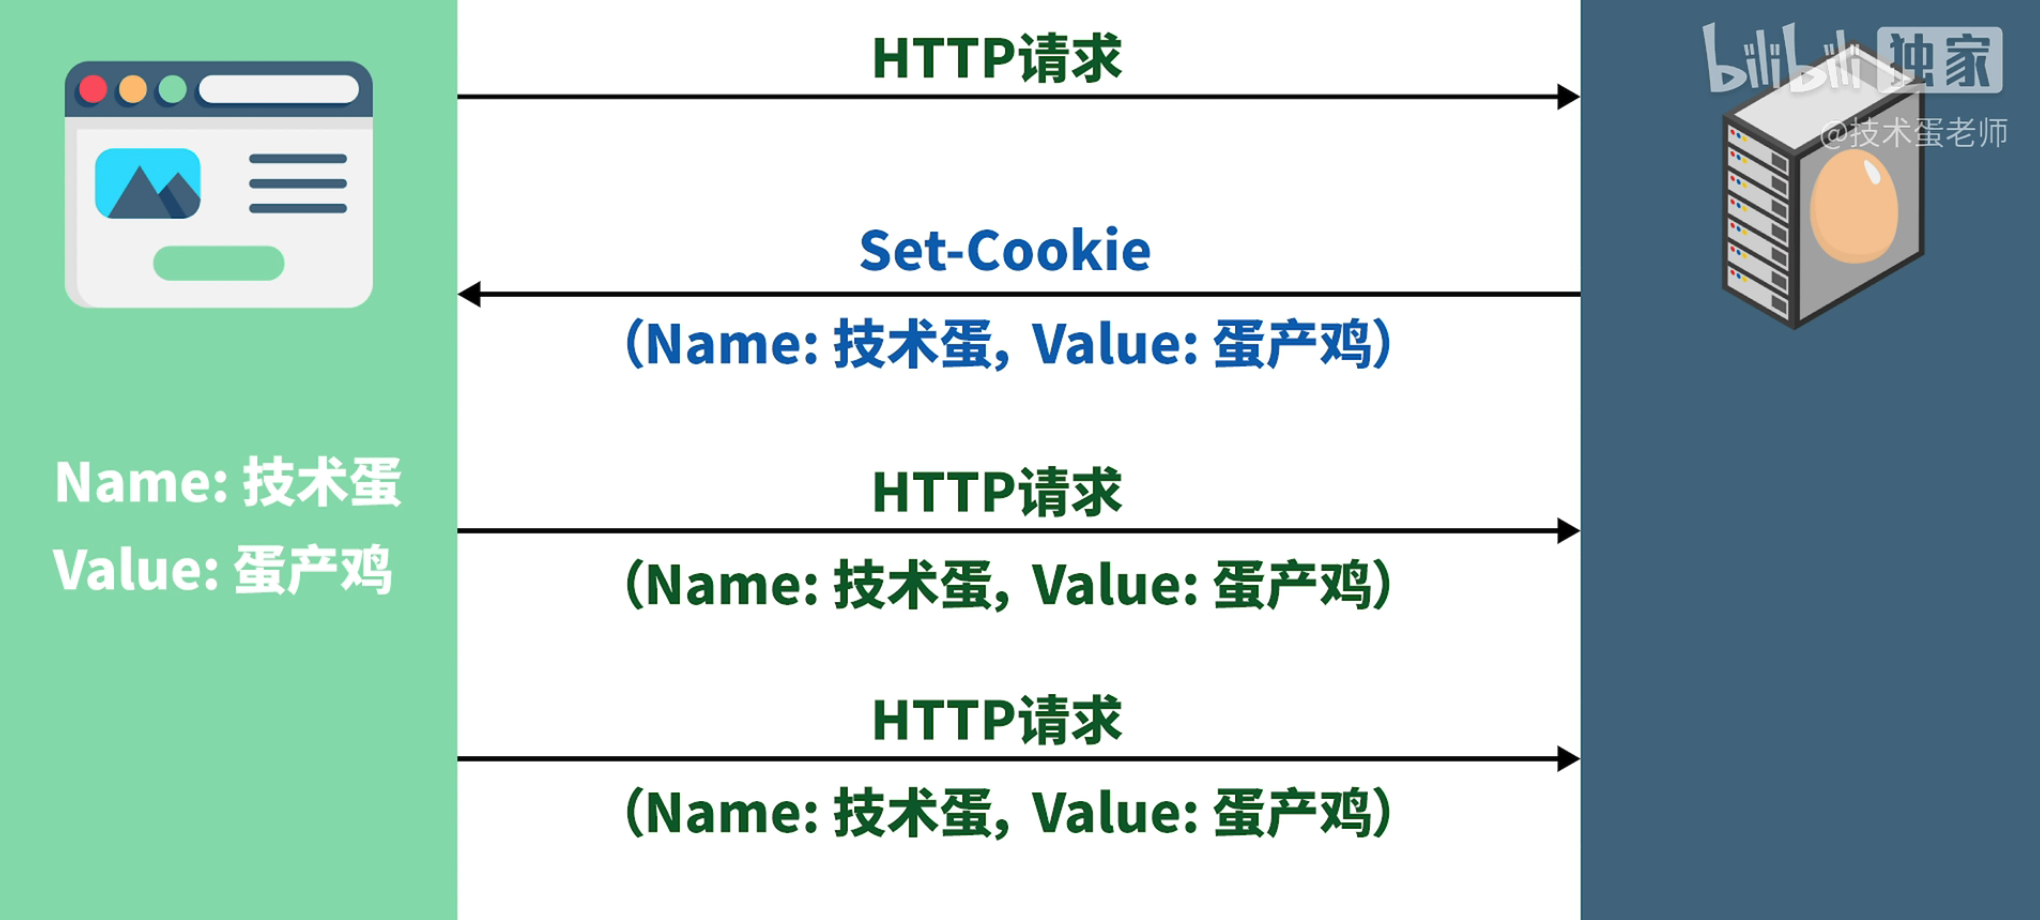 HTTP请求
bilibili 独家
@技术蛋老师
Set-Cookie
（Name: 技术蛋，Value: 蛋产鸡）
Name: 技术蛋
Value: 蛋产鸡
HTTP请求
（Name: 技术蛋，Value: 蛋产鸡）
HTTP请求
（Name: 技术蛋，Value: 蛋产鸡）